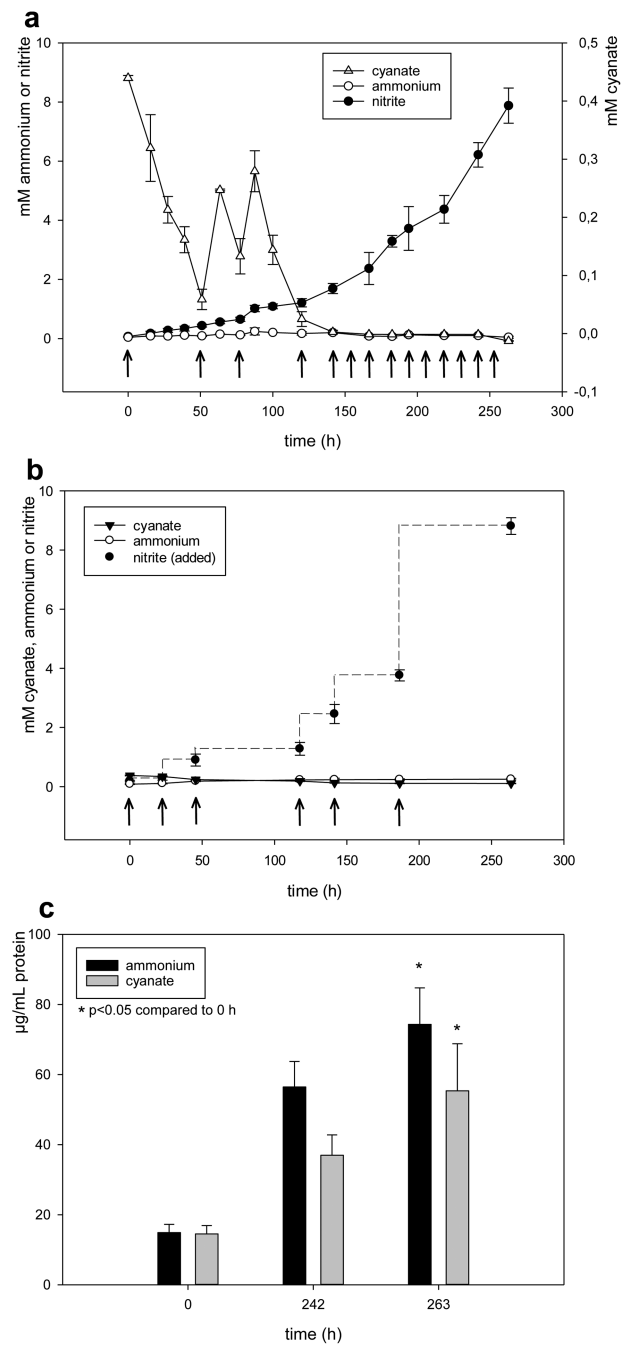 a
mM ammonium or nitrite
mM cyanate
10
8
6
4
2
0
0,5
0,4
0,3
0,2
0,1
0,0
-0,1
cyanate
ammonium
nitrite
0 50 100 150 200 250 300
time (h)
b
mM cyanate, ammonium or nitrite
10
8
6
4
2
0
cyanate
ammonium
nitrite (added)
0 50 100 150 200 250 300
time (h)
c
µg/mL protein
100
80
60
40
20
0
ammonium
cyanate
* p<0.05 compared to 0 h
*
*
0 242 263
time (h)